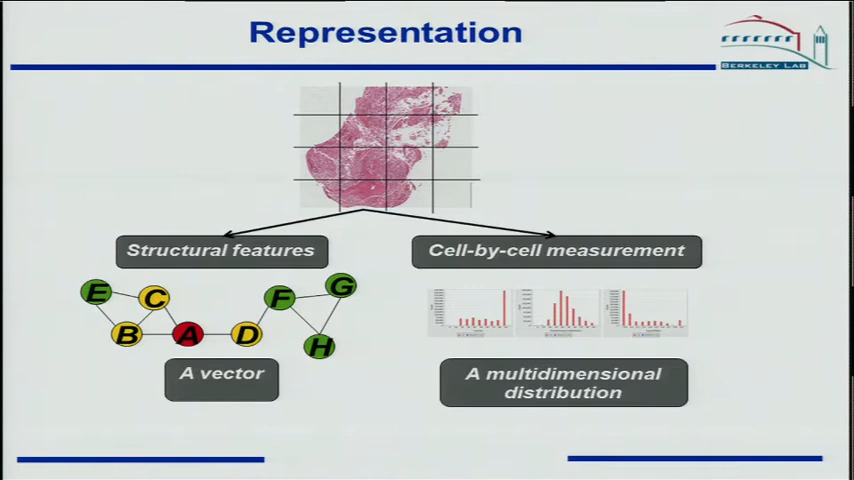 Representation
BERKELEY LAB
Structural features
Cell-by-cell measurement
E
C
B
A
D
F
G
H
A vector
A multidimensional
distribution